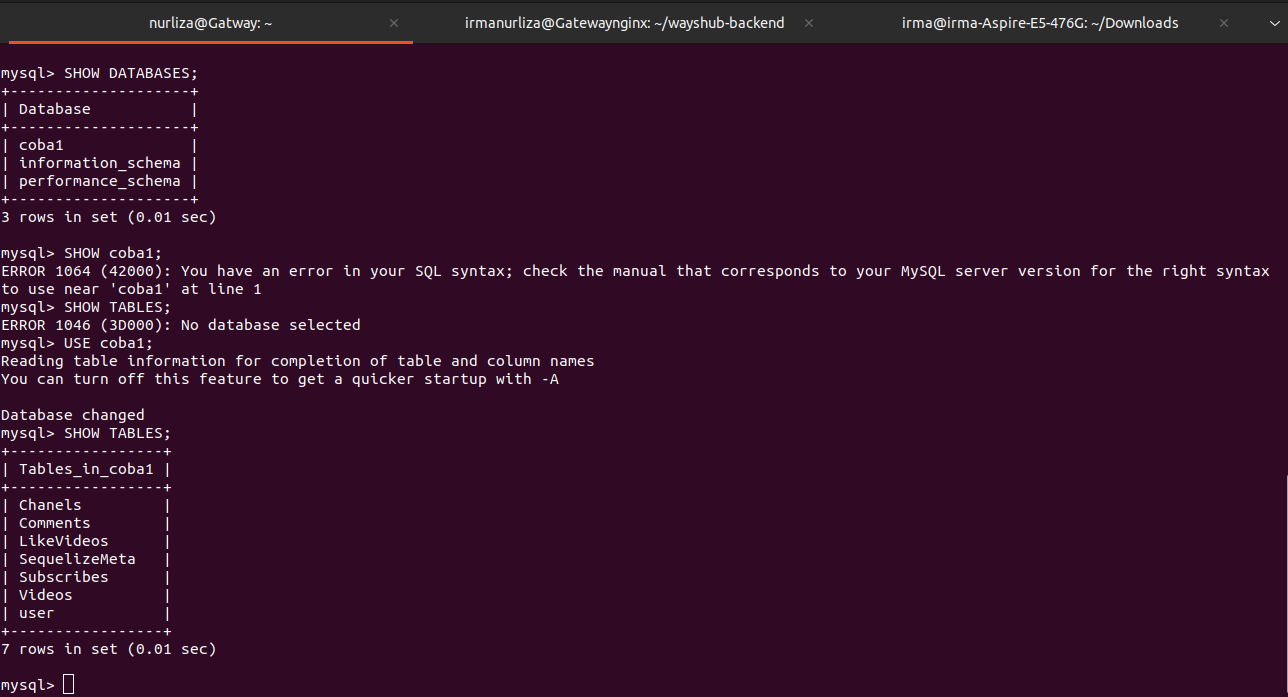 nurliza@Gatway: ~ × irmanurliza@Gatewaynginx: ~/wayshub-backend × irma@irma-Aspire-E5-476G: ~/Downloads ×
mysql> SHOW DATABASES;
+--------------------+
| Database           |
+--------------------+
| coba1              |
| information_schema |
| performance_schema |
+--------------------+
3 rows in set (0.01 sec)
mysql> SHOW coba1;
ERROR 1064 (42000): You have an error in your SQL syntax; check the manual that corresponds to your MySQL server version for the right syntax
to use near 'coba1' at line 1
mysql> SHOW TABLES;
ERROR 1046 (3D000): No database selected
mysql> USE coba1;
Reading table information for completion of table and column names
You can turn off this feature to get a quicker startup with -A
Database changed
mysql> SHOW TABLES;
+-----------------+
| Tables_in_coba1 |
+-----------------+
| Chanels         |
| Comments        |
| LikeVideos      |
| SequelizeMeta   |
| Subscribes      |
| Videos          |
| user            |
+-----------------+
7 rows in set (0.01 sec)
mysql>